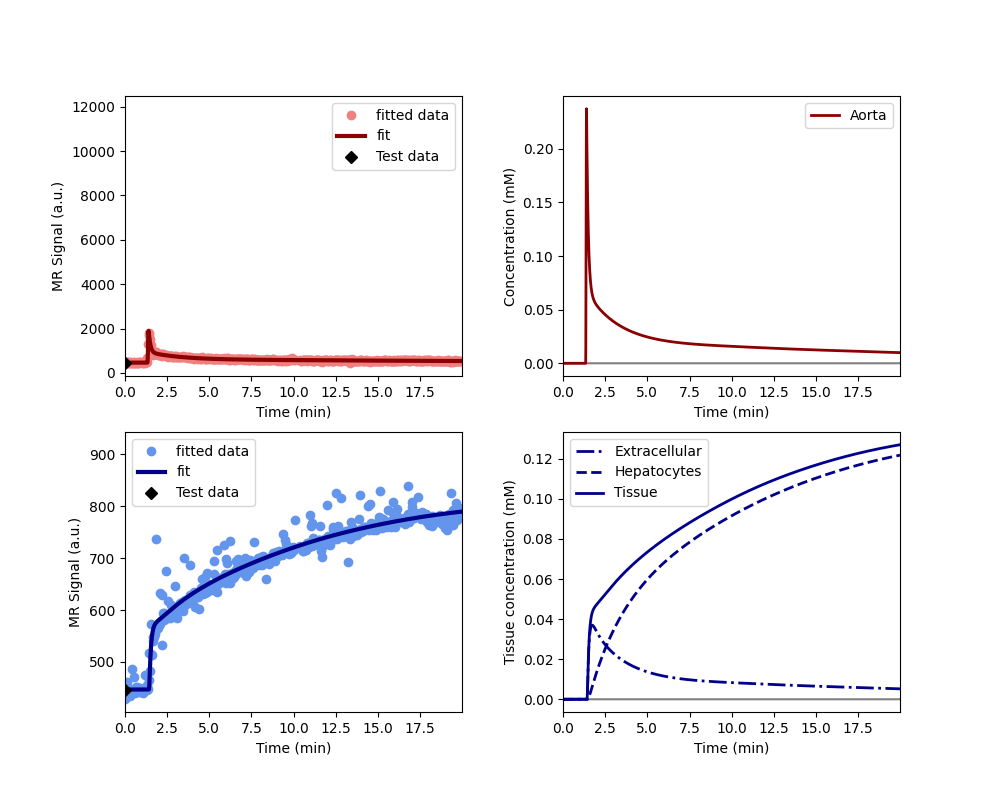 12000
10000
8000
6000
4000
2000
0
MR Signal (a.u.)
fitted data
fit
Test data
0.0 2.5 5.0 7.5 10.0 12.5 15.0 17.5
Time (min)
0.20
0.15
0.10
0.05
0.00
Concentration (mM)
Aorta
0.0 2.5 5.0 7.5 10.0 12.5 15.0 17.5
Time (min)
900
800
700
600
500
MR Signal (a.u.)
fitted data
fit
Test data
0.0 2.5 5.0 7.5 10.0 12.5 15.0 17.5
Time (min)
0.12
0.10
0.08
0.06
0.04
0.02
0.00
Tissue concentration (mM)
Extracellular
Hepatocytes
Tissue
0.0 2.5 5.0 7.5 10.0 12.5 15.0 17.5
Time (min)